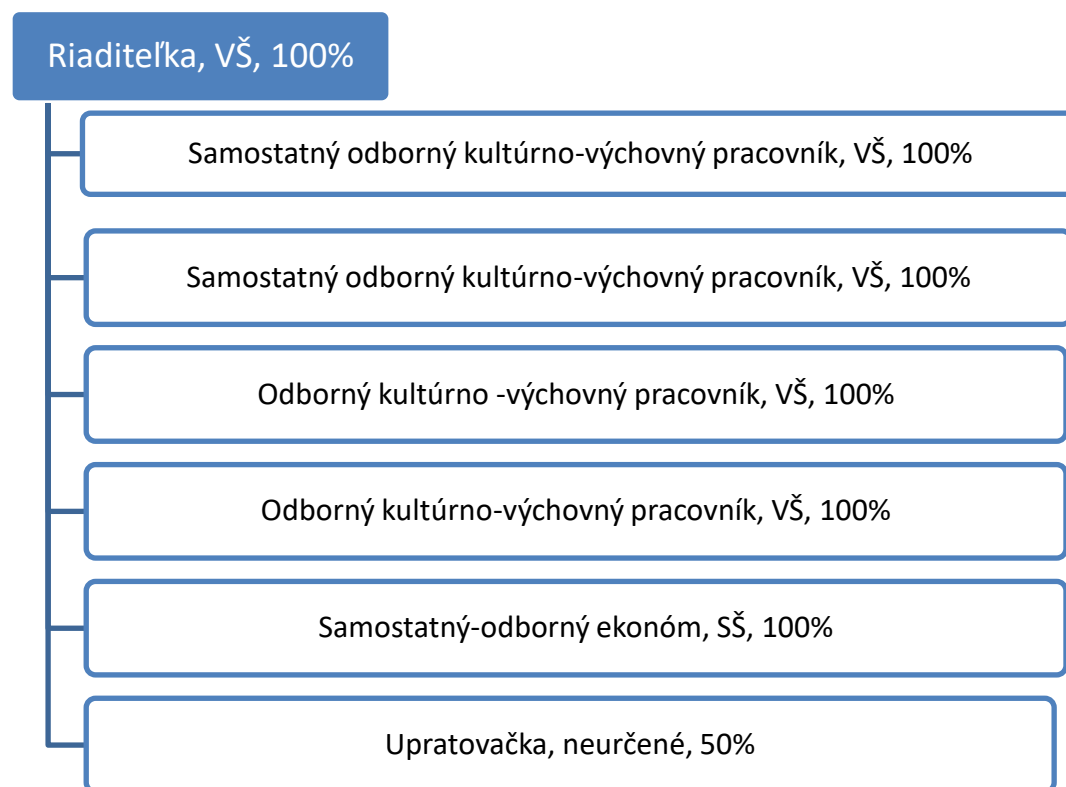 Riaditeľka, VŠ, 100%
Samostatný odborný kultúrno-výchovný pracovník, VŠ, 100%
Samostatný odborný kultúrno-výchovný pracovník, VŠ, 100%
Odborný kultúrno -výchovný pracovník, VŠ, 100%
Odborný kultúrno-výchovný pracovník, VŠ, 100%
Samostatný-odborný ekonóm, SŠ, 100%
Upratovačka, neurčené, 50%